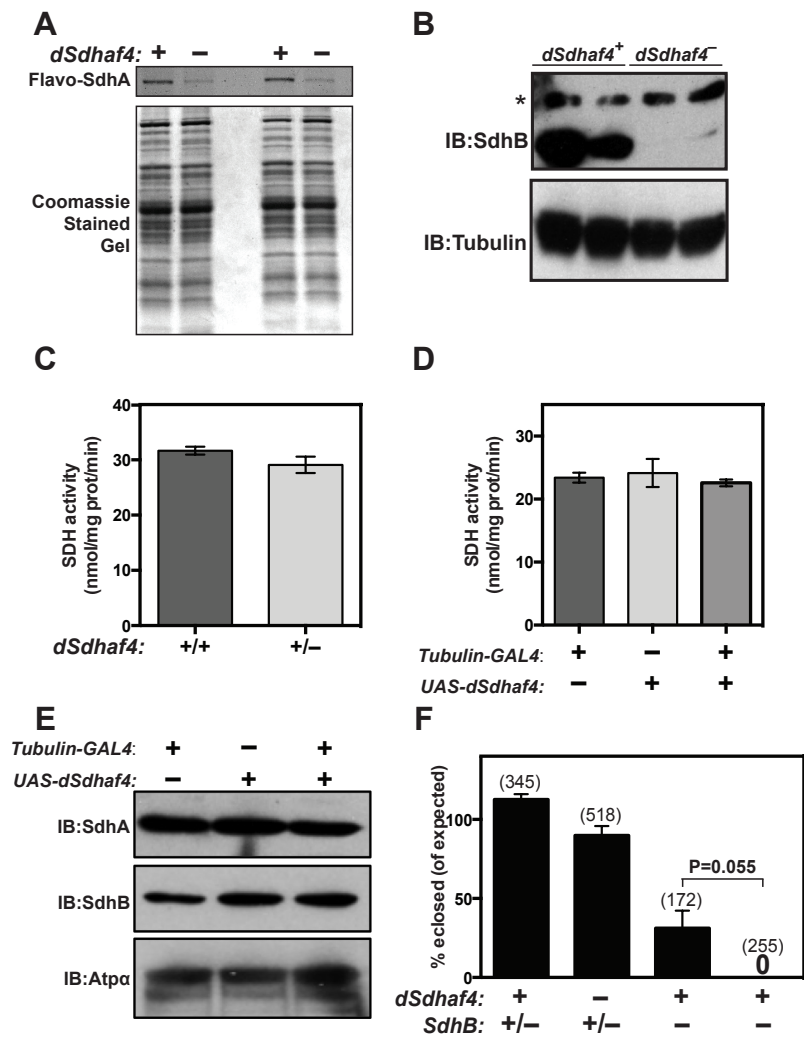 A
dSdhaf4: + – + –
Flavo-SdhA
Coomassie
Stained
Gel
B
dSdhaf4+ dSdhaf4–
*
IB:SdhB
IB:Tubulin
C
SDH activity
(nmol/mg prot/min)
40
30
20
10
0
dSdhaf4: +/+ +/–
D
SDH activity
(nmol/mg prot/min)
30
20
10
0
Tubulin-GAL4: + – +
UAS-dSdhaf4: – + +
E
Tubulin-GAL4: + – +
UAS-dSdhaf4: – + +
IB:SdhA
IB:SdhB
IB:Atpα
F
% eclosed (of expected)
100
50
0
(345)
(518)
P=0.055
(172)
(255)
0
dSdhaf4: + – + +
SdhB: +/– +/– – –